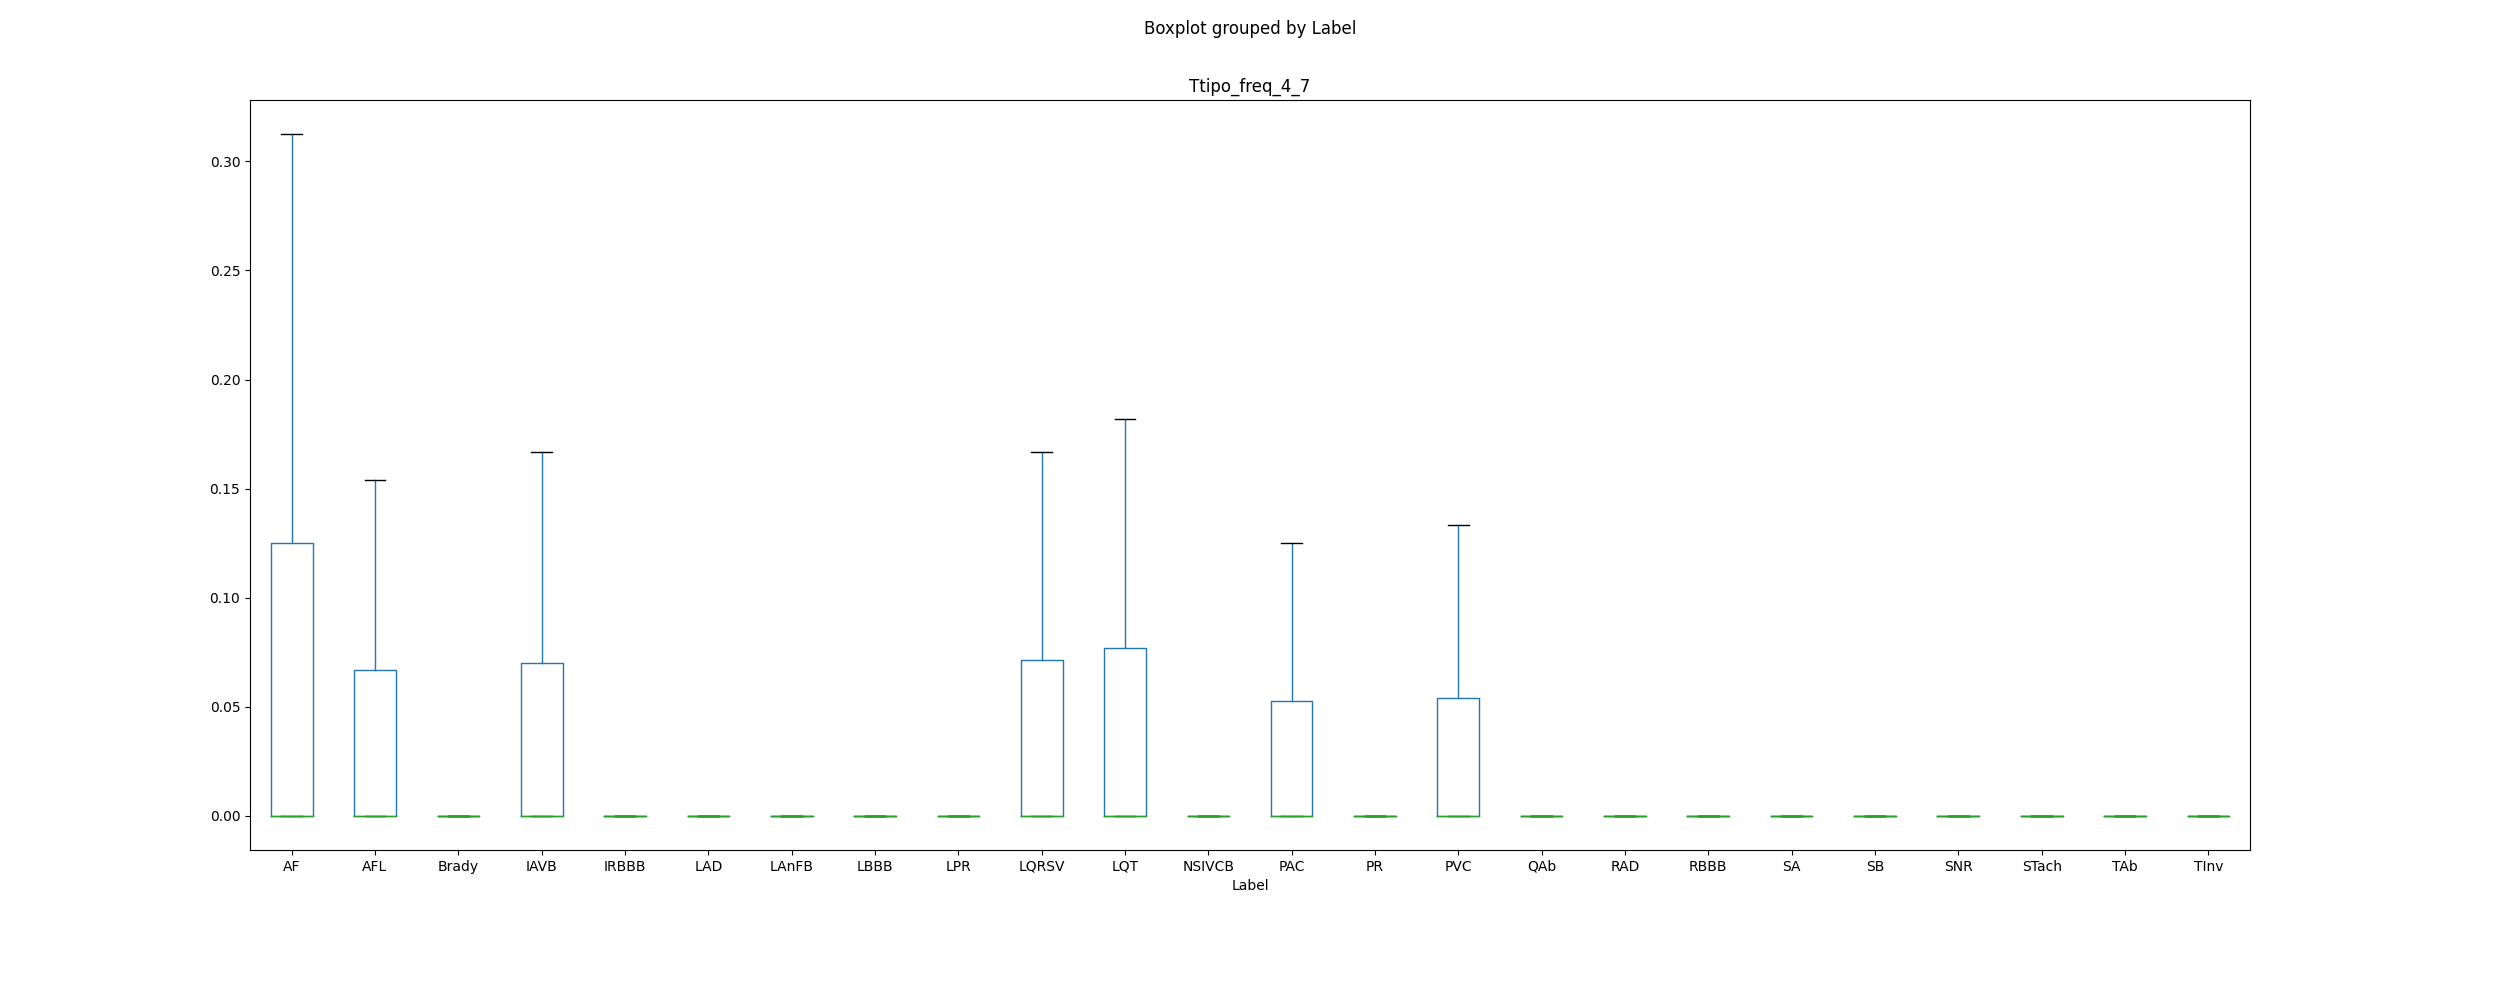 Boxplot grouped by Label
Ttipo_freq_4_7
0.30
0.25
0.20
0.15
0.10
0.05
0.00
AF AFL Brady IAVB IRBBB LAD LAnFB LBBB LPR LQRSV LQT NSIVCB PAC PR PVC QAb RAD RBBB SA SB SNR STach TAb TInv
Label